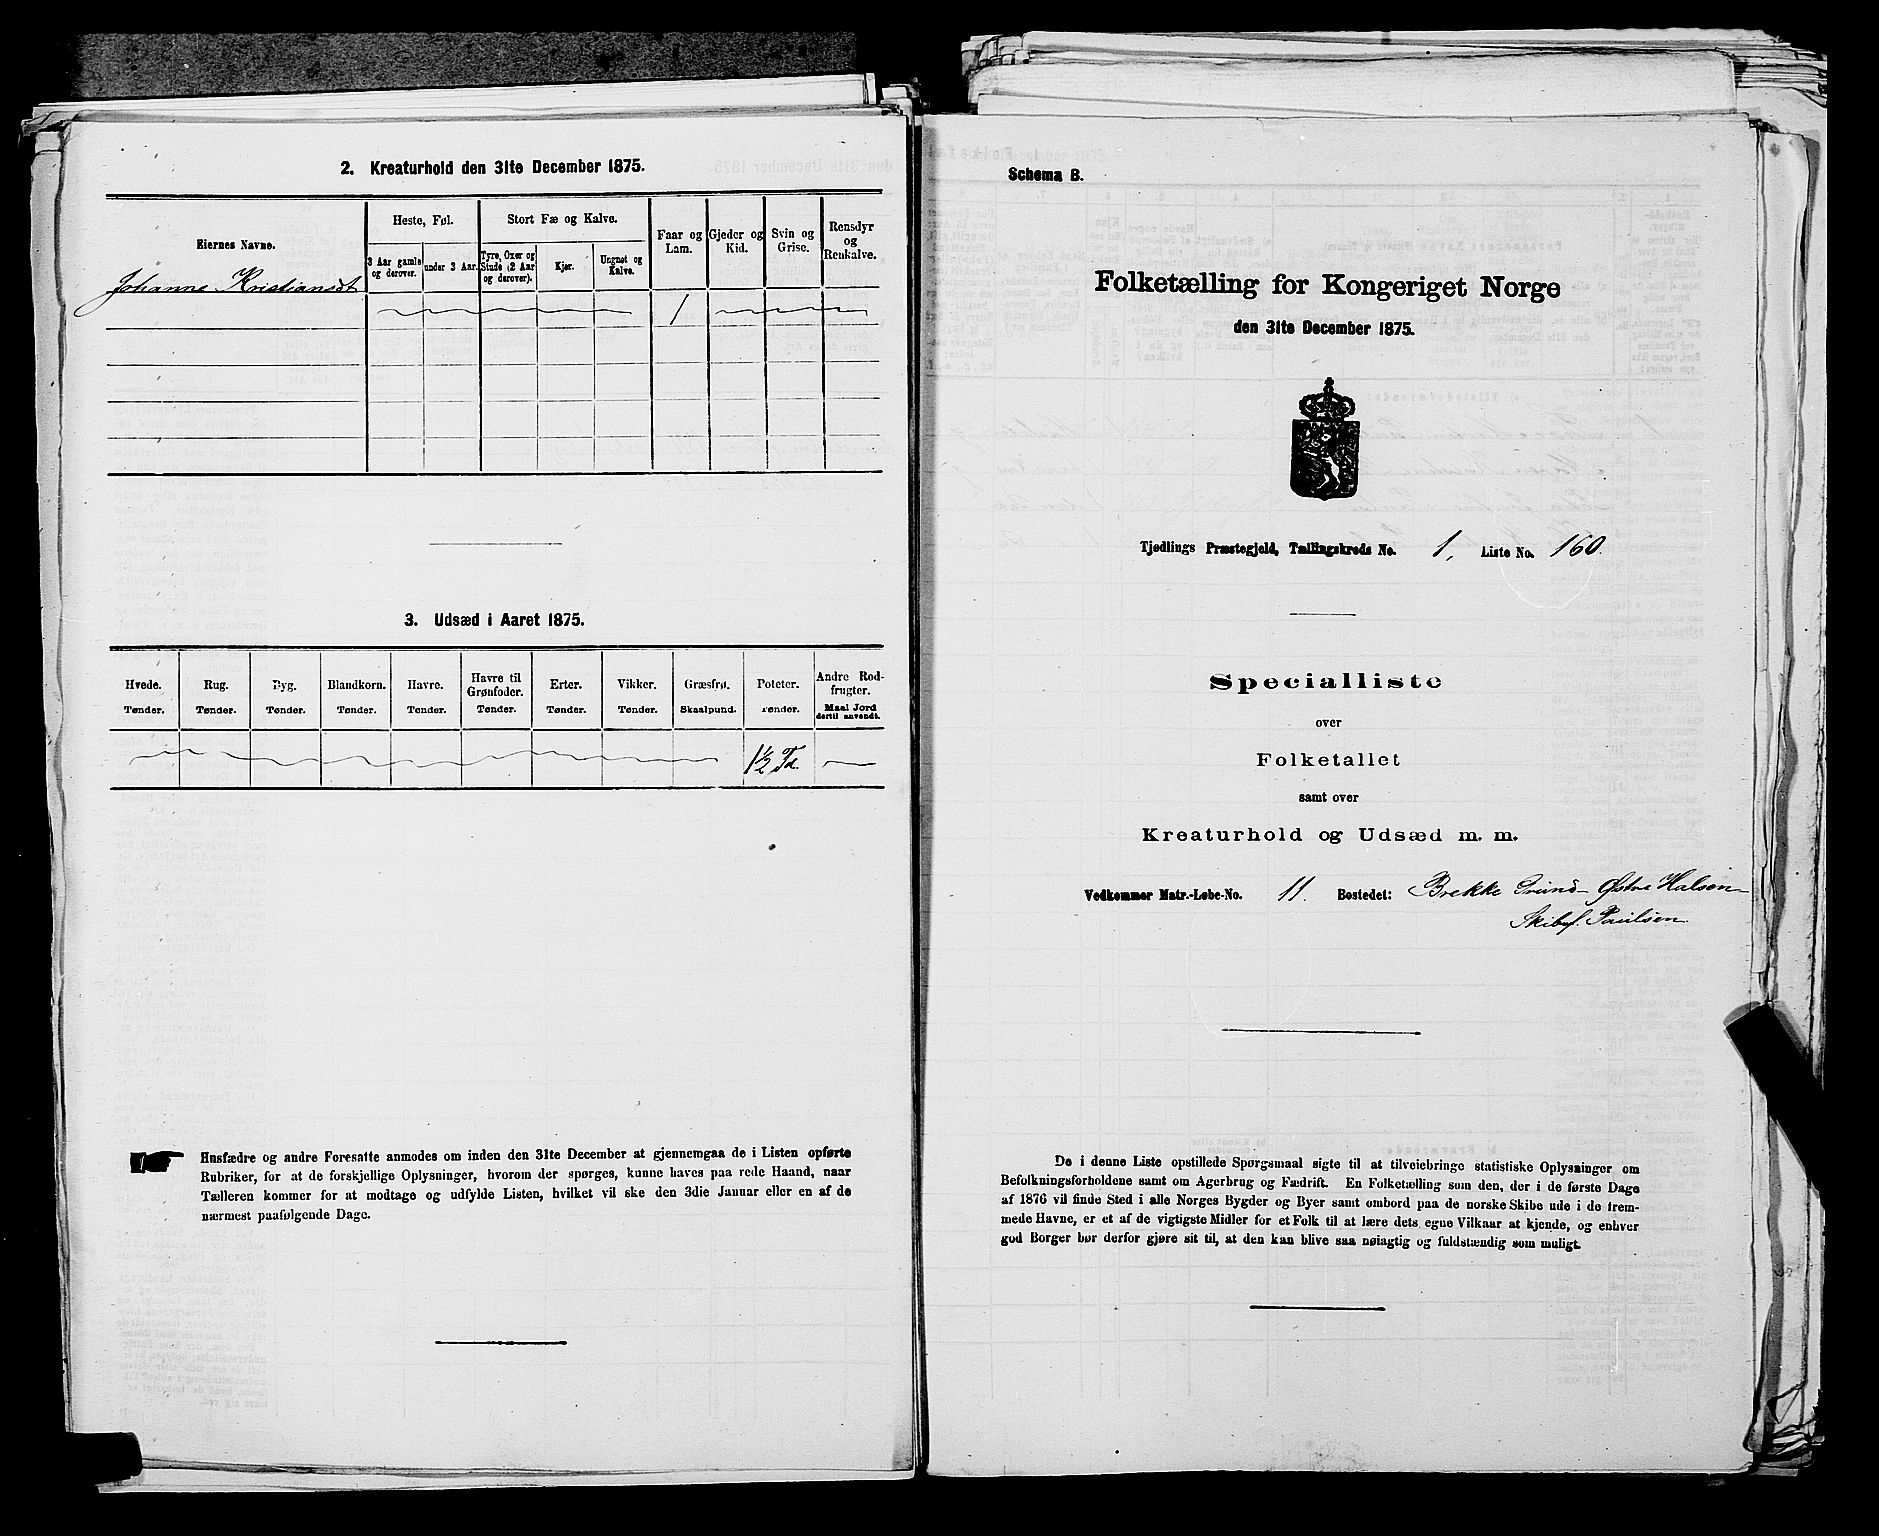 2. Kreaturhold den 31te December 1875.
Eiernes Navne.
Heste, Føl.
Stort Fæ og Kalve.
Faar og Lam.
Gjeder og Kid.
Svin og Grise.
Rensdyr og Renkalve.
3 Aar gamle og derover.
under 3 Aar.
Tyre, Oxer og Stude (2 Aar og derover).
Kjør.
Ungnøt og Kalve.
Johanne Kristiansdt
1
3. Udsæd i Aaret 1875.
Hvede. Rug. Byg. Blandkorn. Havre. Havre til Grønfoder. Erter. Vikker. Græsfrø. Poteter. Andre Rodfrugter.
Tønder. Tønder. Tønder. Tønder. Tønder. Tønder. Tønder. Tønder. Skaalpund. Tønder. Maal Jord dertil anvendt.
1½ Td.
Husfædre og andre Foresatte anmodes om inden den 31te December at gjennemgaa de i Listen opførte
Rubriker, for at de forskjellige Oplysninger, hvorom der spørges, kunne haves paa rede Haand, naar
Tælleren kommer for at modtage og udfylde Listen, hvilket vil ske den 3die Januar eller en af de
nærmest paafølgende Dage.
Schema B.
Folketælling for Kongeriget Norge
den 31te December 1875.
Tjødlings Præstegjeld, Tællingskreds No. 1, Liste No. 160.
Specialliste
over
Folketallet
samt over
Kreaturhold og Udsæd m. m.
Vedkommer Matr.-Løbe-No. 11. Bostedet: Brekke Grund - Østre Halsen
Skibsf. Paulsen.
De i denne Liste opstillede Spørgsmaal sigte til at tilveiebringe statistiske Oplysninger om
Befolkningsforholdene samt om Agerbrug og Fædrift. En Folketælling som den, der i de første Dage
af 1876 vil finde Sted i alle Norges Bygder og Byer samt ombord paa de norske Skibe ude i de frem-
mede Havne, er et af de vigtigste Midler for et Folk til at lære dets egne Vilkaar at kjende, og enhver
god Borger bør derfor gjøre sit til, at den kan blive saa nøiagtig og fuldstændig som muligt.